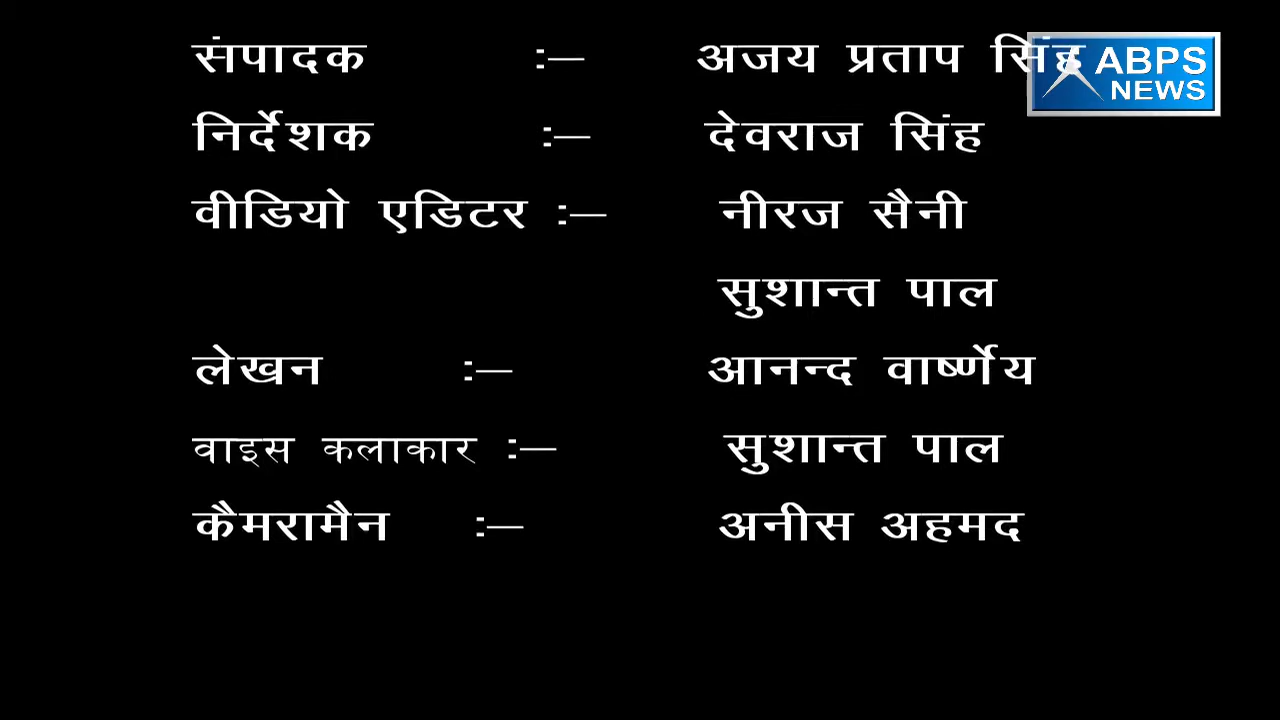 संपादक :— अजय प्रताप सिंह
ABPS
NEWS
निर्देशक :— देवराज सिंह
वीडियो एडिटर :— नीरज सैनी
सुशान्त पाल
लेखन :— आनन्द वार्ष्णेय
वाइस कलाकार :— सुशान्त पाल
कैमरामैन :— अनीस अहमद